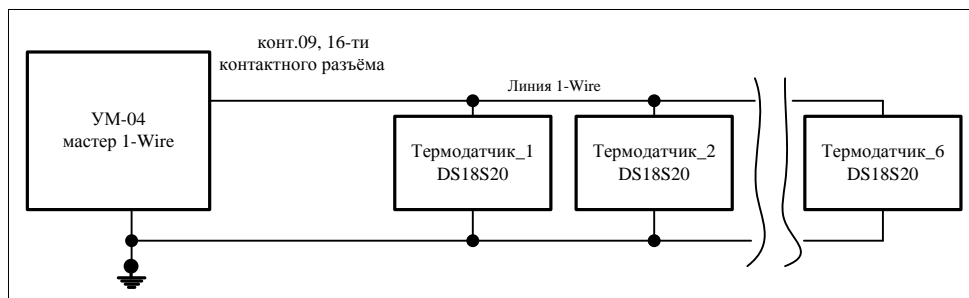 конт.09, 16-ти
контактного разъёма
Линия 1-Wire
УМ-04
мастер 1-Wire
Термодатчик_1
DS18S20
Термодатчик_2
DS18S20
Термодатчик_6
DS18S20